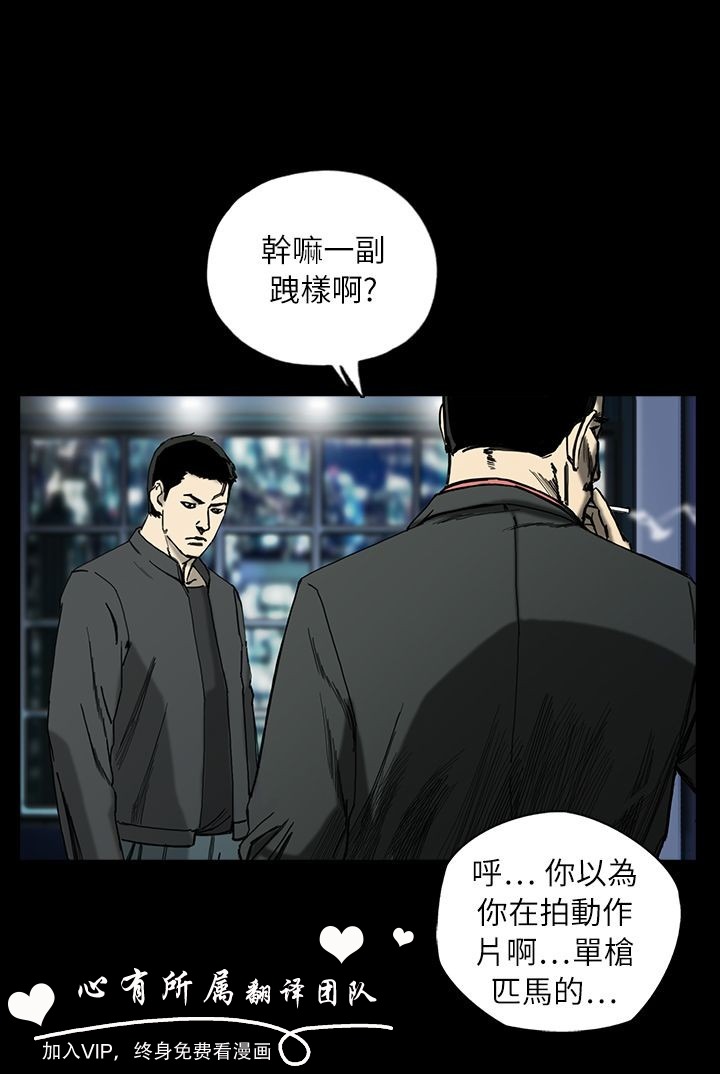 幹嘛一副
跩樣啊?
呼... 你以為
你在拍動作
片啊...單槍
匹馬的...
心有所属翻译团队
加入VIP，终身免费看漫画